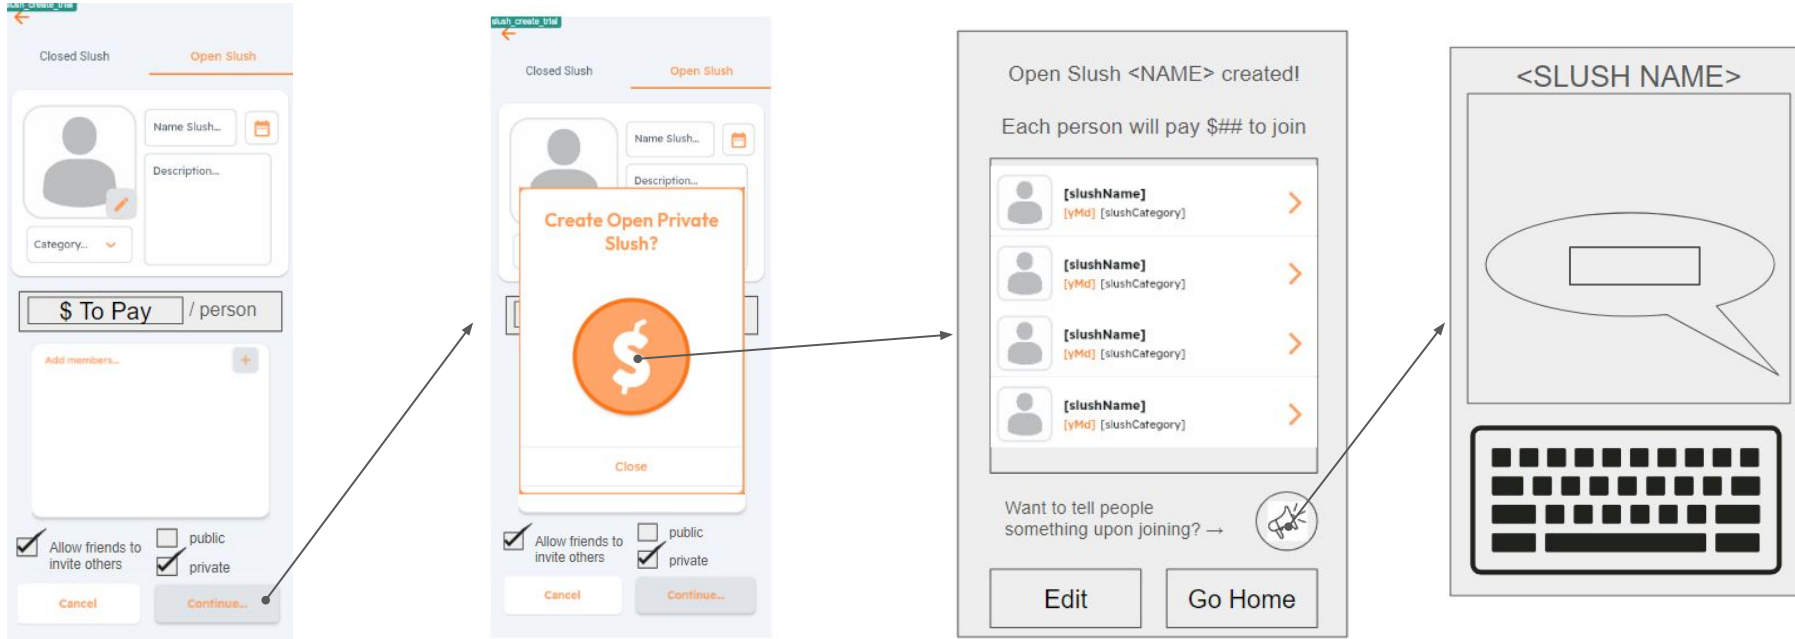 slush_create_trial
Closed Slush
Open Slush
Name Slush...
Description...
Category...
$ To Pay
/ person
Add members...
+
Allow friends to
invite others
public
private
Cancel
Continue...
slush_create_trial
Closed Slush
Open Slush
Name Slush...
Description...
Create Open Private
Slush?
$
Close
Allow friends to
invite others
public
private
Cancel
Continue...
Open Slush <NAME> created!
Each person will pay $## to join
[slushName]
[yMd] [slushCategory]
[slushName]
[yMd] [slushCategory]
[slushName]
[yMd] [slushCategory]
[slushName]
[yMd] [slushCategory]
Want to tell people
something upon joining? →
Edit
Go Home
<SLUSH NAME>